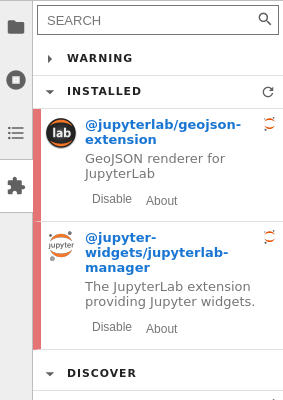 SEARCH
WARNING
INSTALLED
lab
@jupyterlab/geojson-
extension
GeoJSON renderer for
JupyterLab
Disable About
jupyter
@jupyter-
widgets/jupyterlab-
manager
The JupyterLab extension
providing Jupyter widgets.
Disable About
DISCOVER